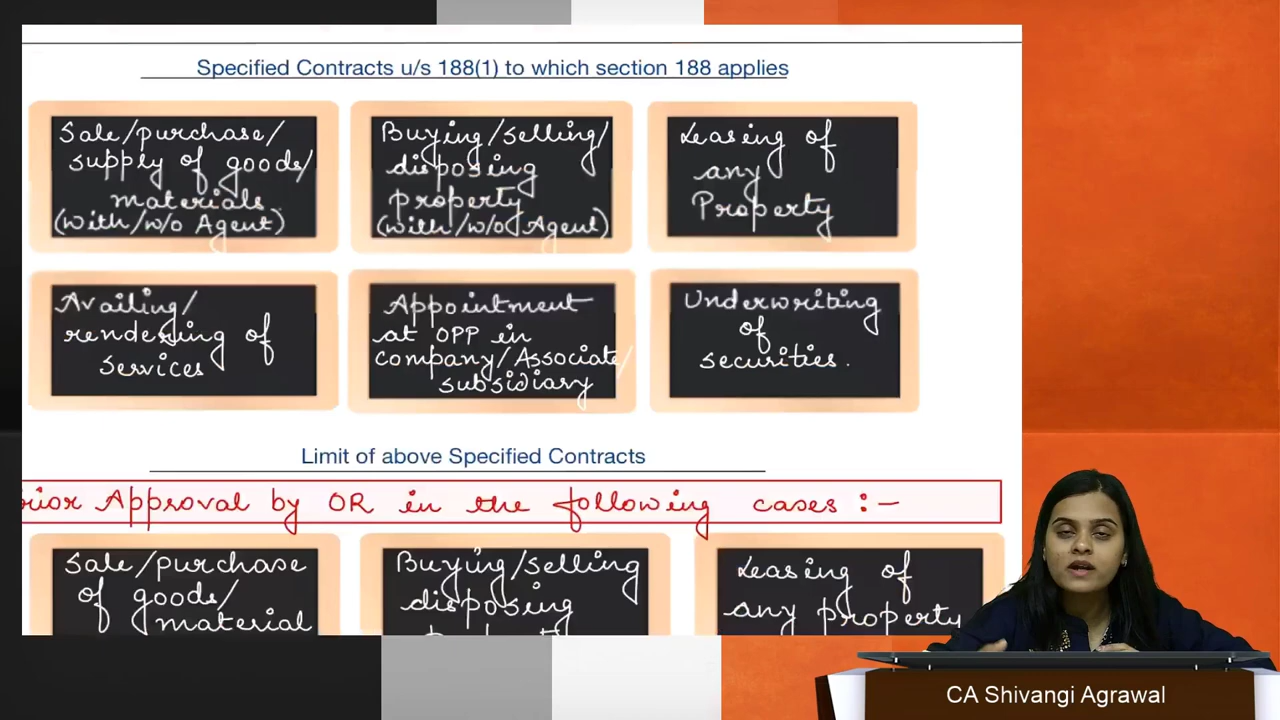 Specified Contracts u/s 188(1) to which section 188 applies
Sale/purchase/
supply of goods/
materials
(with/w/o Agent)
Buying/selling/
disposing
property
(with/w/o Agent)
Leasing of
any
Property
Availing/
rendering of
services
Appointment
at OPP in
company/Associate/
subsidiary
Underwriting
of
securities.
Limit of above Specified Contracts
Approval by OR in the following cases :-
Sale/purchase
of goods/
material
Buying/selling
disposing
Leasing of
any property
CA Shivangi Agrawal